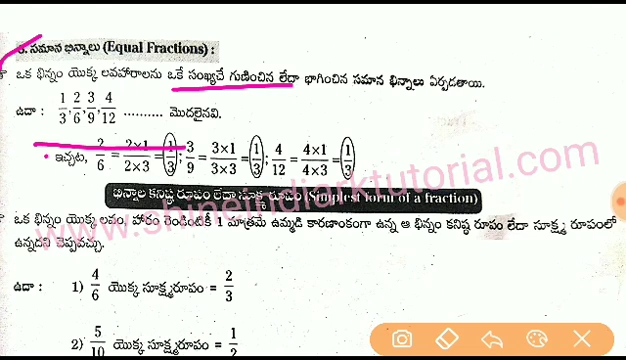 5. సమాన భిన్నాలు (Equal Fractions) :
ఒక భిన్నం యొక్క లవహారాలను ఒకే సంఖ్యచే గుణించిన లేదా భాగించిన సమాన భిన్నాలు ఏర్పడతాయి.
ఉదా : 1/3, 2/6, 3/9, 4/12 .......... మొదలైనవి.
ఇచ్చట, 2/6 = 2×1/2×3 = 1/3 ; 3/9 = 3×1/3×3 = 1/3 ; 4/12 = 4×1/4×3 = 1/3
భిన్నాల కనిష్ఠ రూపం లేదా సూక్ష్మ రూపం (Simplest form of a fraction)
www.shineindiarktutorial.com
ఒక భిన్నం యొక్క లవం, హారం రెండింటికీ 1 మాత్రమే ఉమ్మడి కారణాంకంగా ఉన్న ఆ భిన్నం కనిష్ఠ రూపం లేదా సూక్ష్మ రూపంలో
ఉన్నదని చెప్పవచ్చు.
ఉదా : 1) 4/6 యొక్క సూక్ష్మరూపం = 2/3
2) 5/10 యొక్క సూక్ష్మరూపం = 1/2